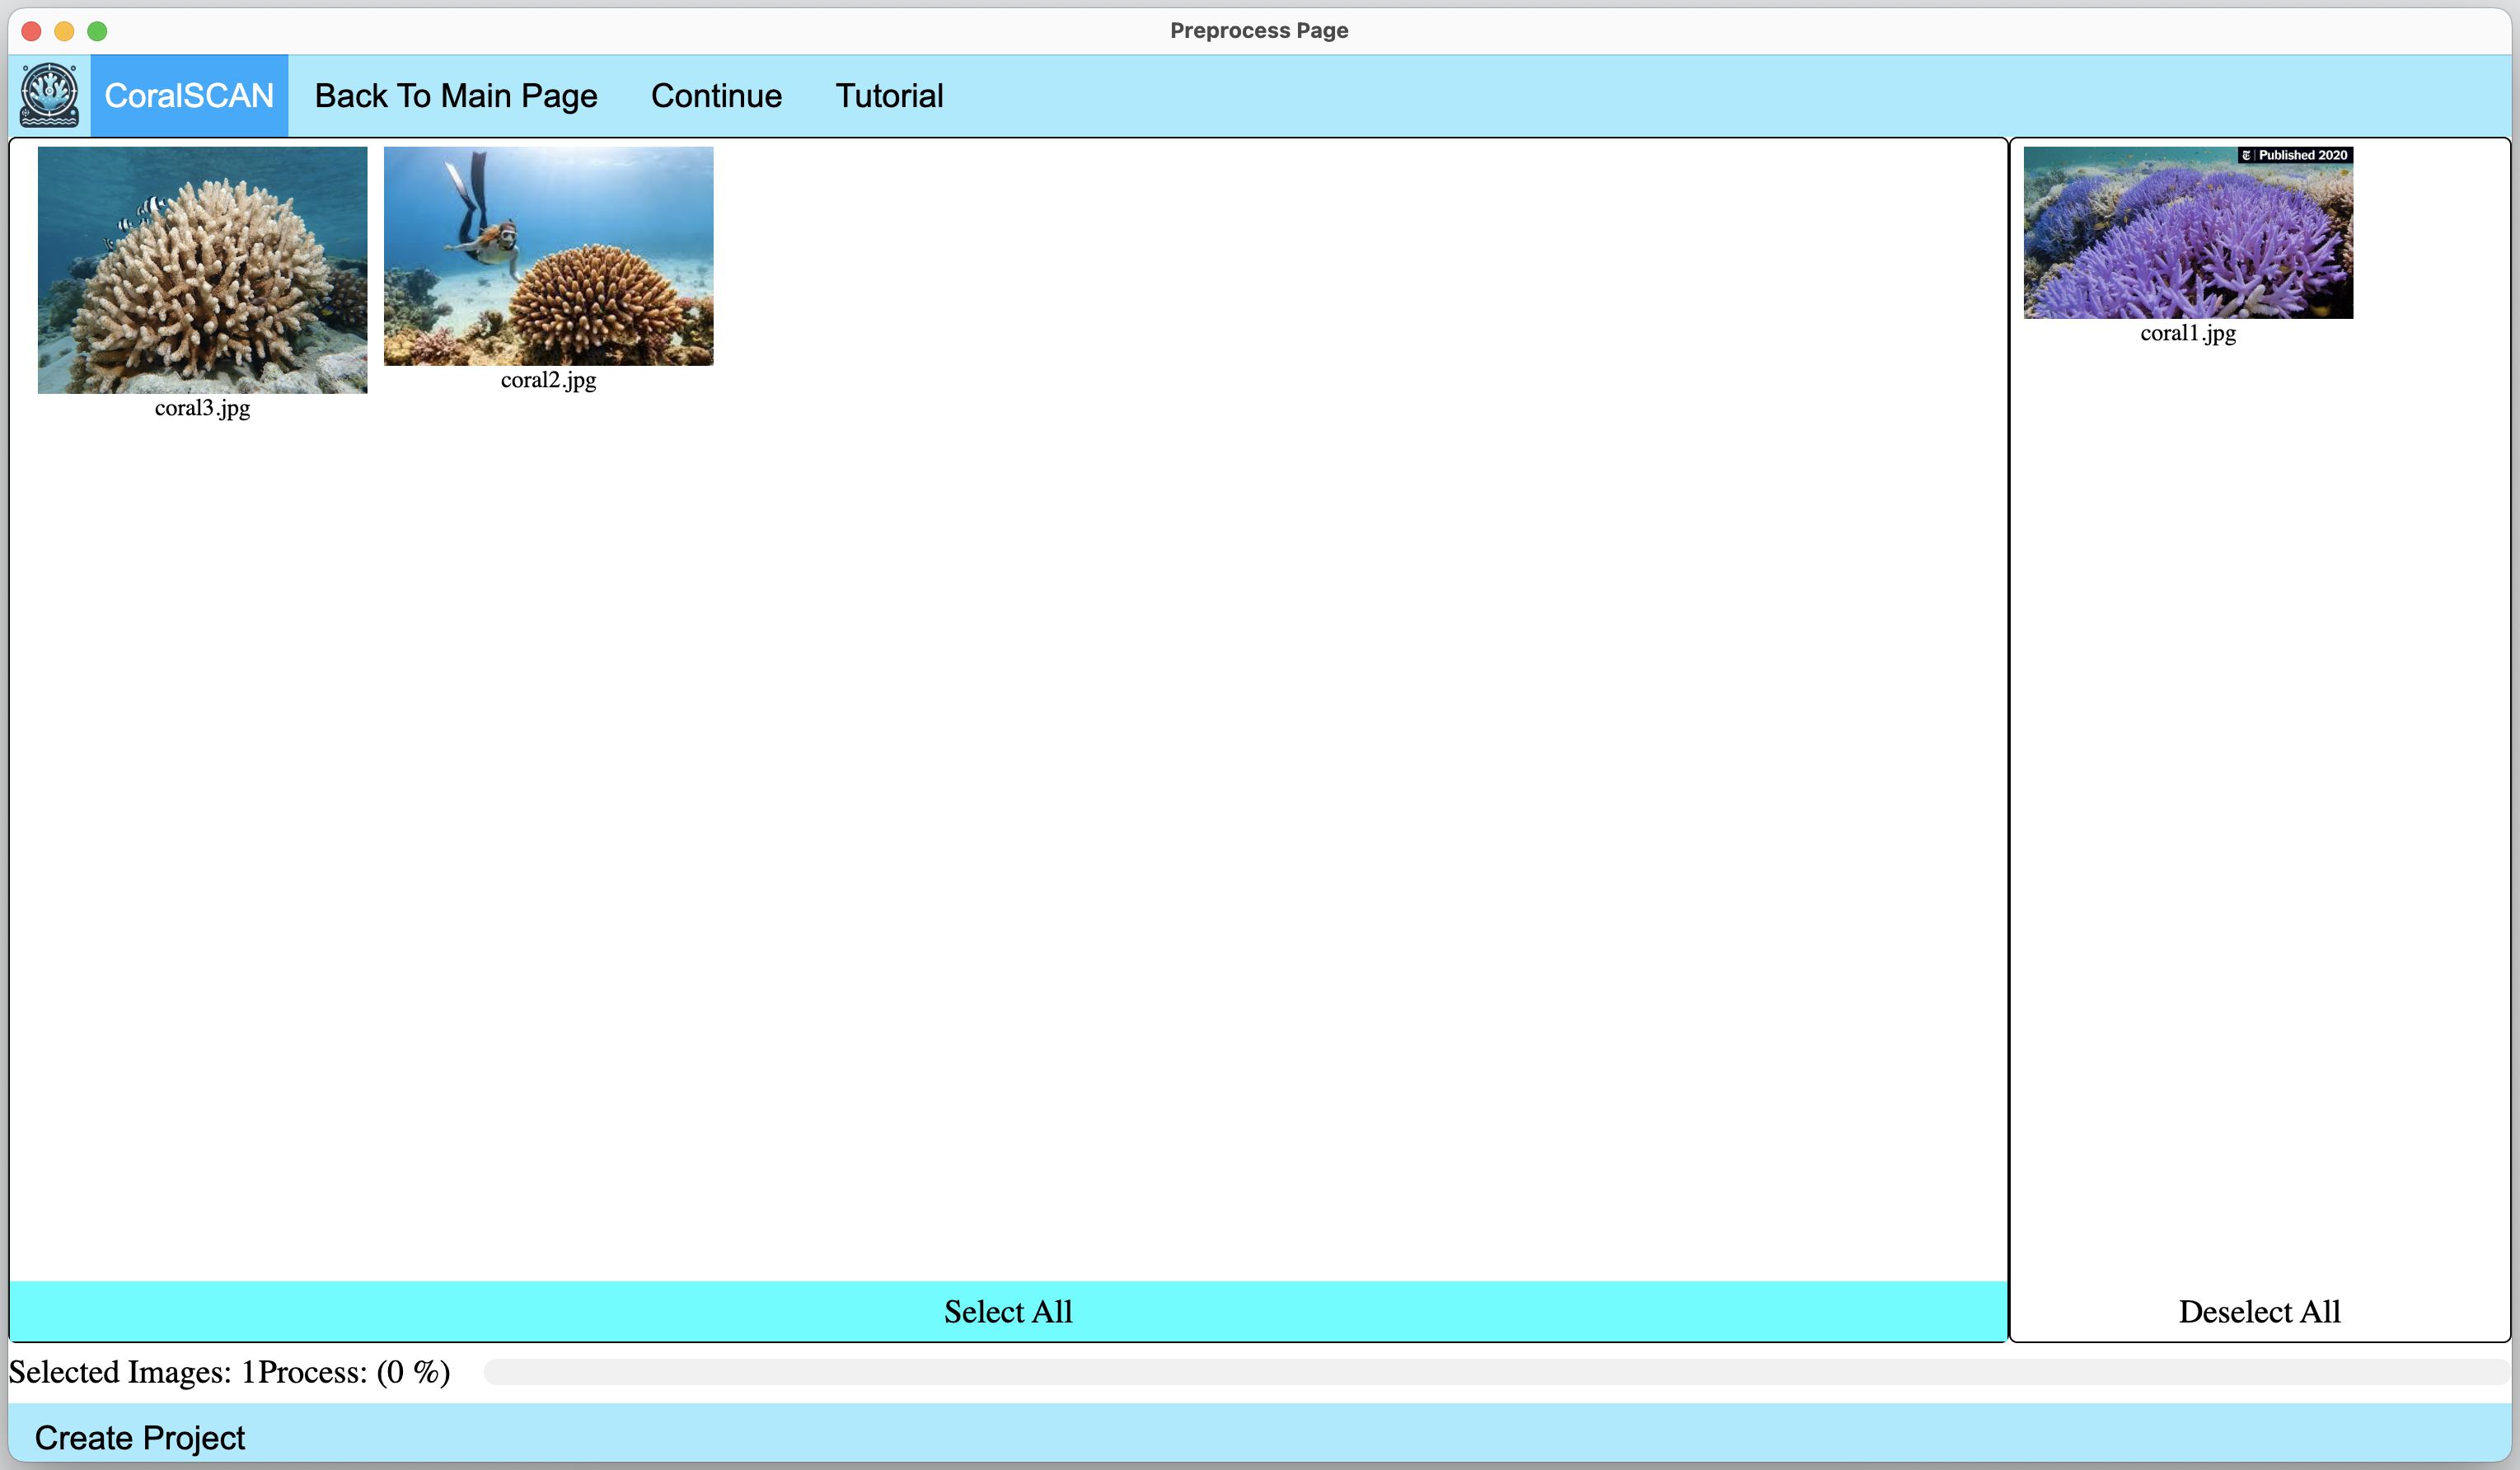 Preprocess Page
CoralSCAN Back To Main Page Continue Tutorial
Published 2020
coral3.jpg
coral2.jpg
coral1.jpg
Select All
Deselect All
Selected Images: 1Process: (0 %)
Create Project